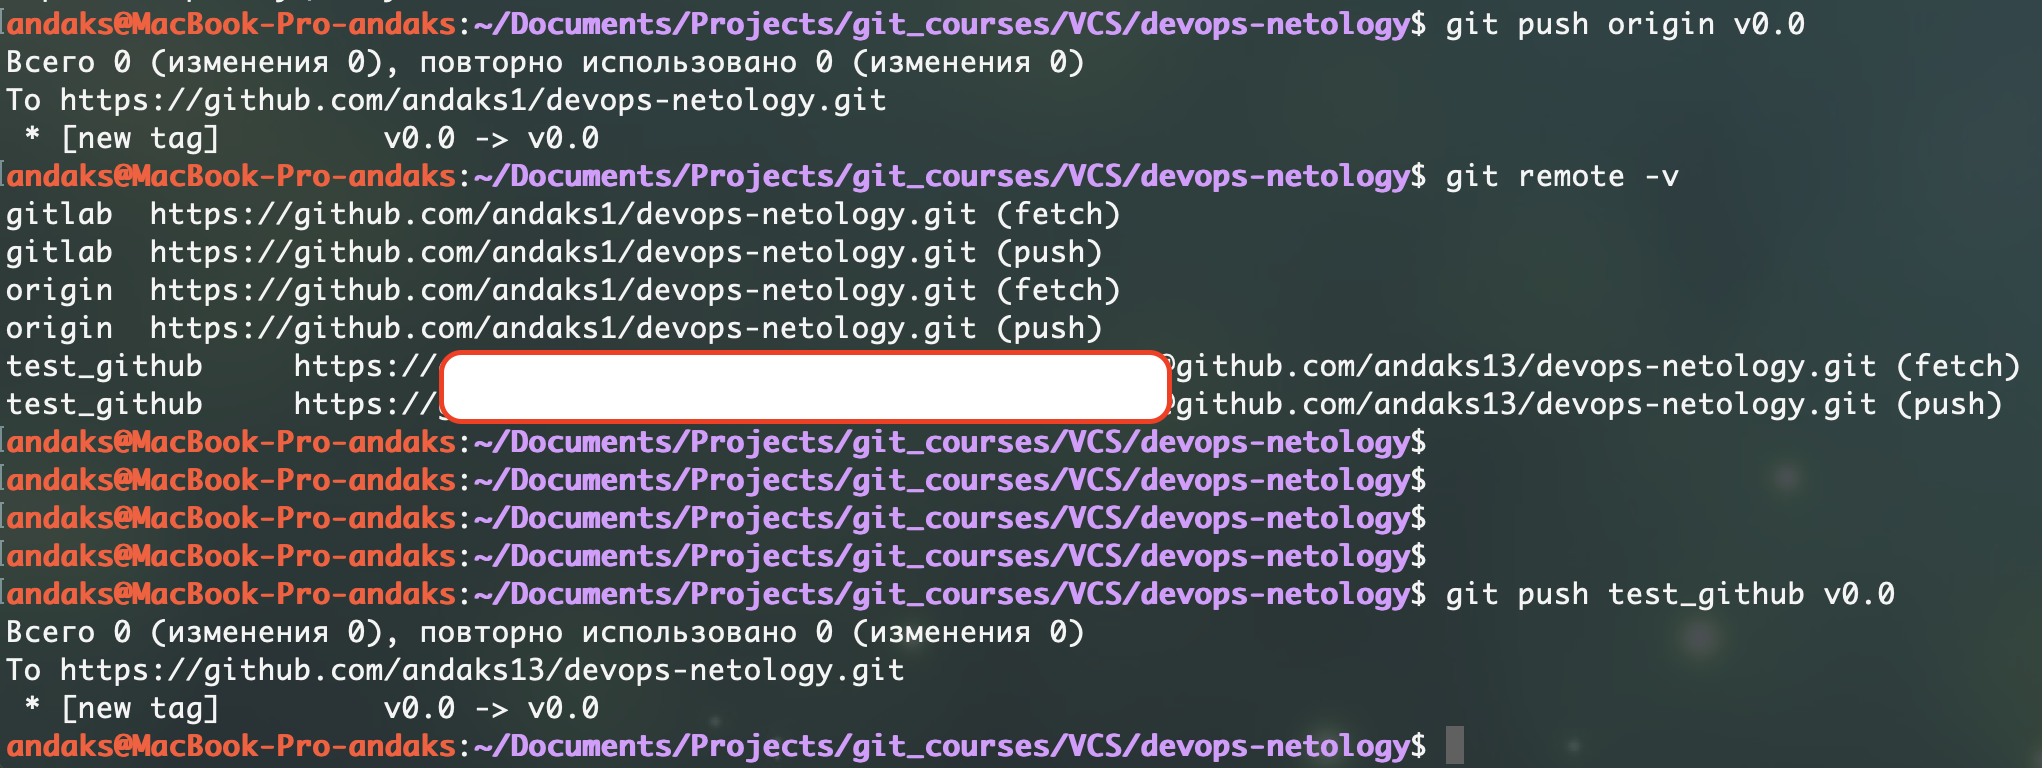 andaks@MacBook-Pro-andaks:~/Documents/Projects/git_courses/VCS/devops-netology$ git push origin v0.0
Всего 0 (изменения 0), повторно использовано 0 (изменения 0)
To https://github.com/andaks1/devops-netology.git
 * [new tag]         v0.0 -> v0.0
andaks@MacBook-Pro-andaks:~/Documents/Projects/git_courses/VCS/devops-netology$ git remote -v
gitlab  https://github.com/andaks1/devops-netology.git (fetch)
gitlab  https://github.com/andaks1/devops-netology.git (push)
origin  https://github.com/andaks1/devops-netology.git (fetch)
origin  https://github.com/andaks1/devops-netology.git (push)
test_github     https:// @github.com/andaks13/devops-netology.git (fetch)
test_github     https:// @github.com/andaks13/devops-netology.git (push)
andaks@MacBook-Pro-andaks:~/Documents/Projects/git_courses/VCS/devops-netology$
andaks@MacBook-Pro-andaks:~/Documents/Projects/git_courses/VCS/devops-netology$
andaks@MacBook-Pro-andaks:~/Documents/Projects/git_courses/VCS/devops-netology$
andaks@MacBook-Pro-andaks:~/Documents/Projects/git_courses/VCS/devops-netology$
andaks@MacBook-Pro-andaks:~/Documents/Projects/git_courses/VCS/devops-netology$ git push test_github v0.0
Всего 0 (изменения 0), повторно использовано 0 (изменения 0)
To https://github.com/andaks13/devops-netology.git
 * [new tag]         v0.0 -> v0.0
andaks@MacBook-Pro-andaks:~/Documents/Projects/git_courses/VCS/devops-netology$